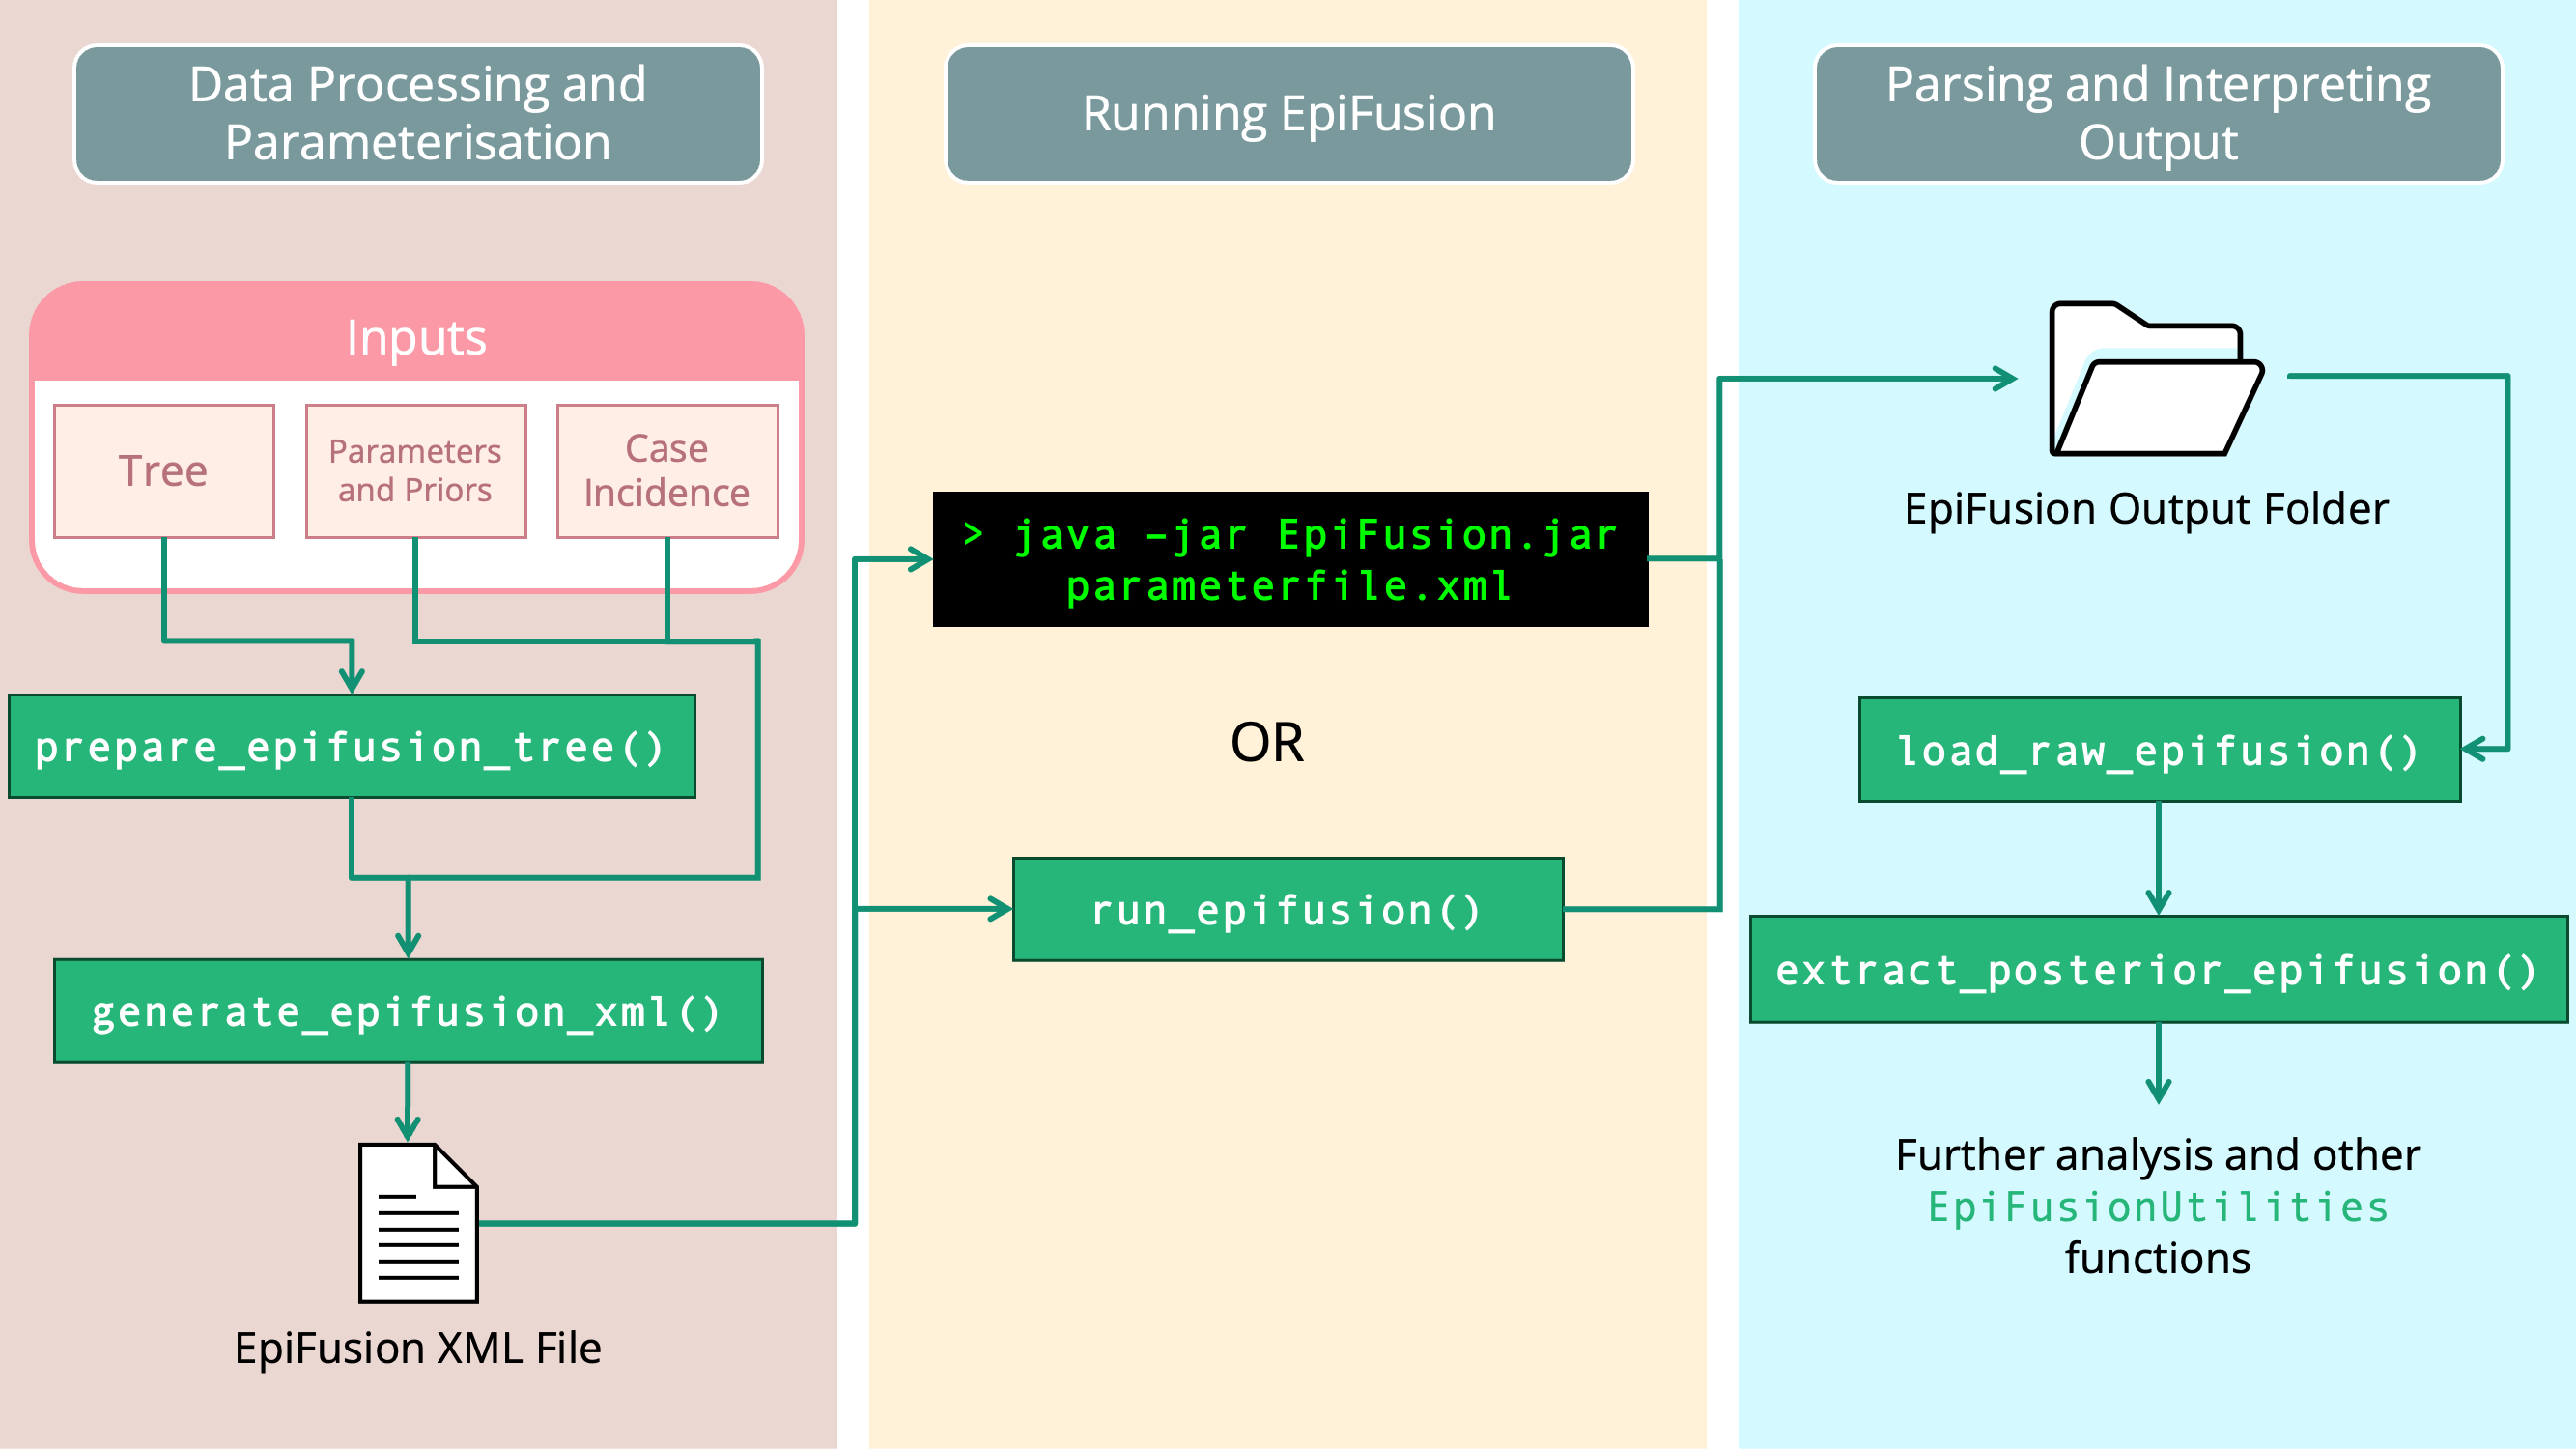 Data Processing and
Parameterisation
Inputs
Tree
Parameters
and Priors
Case
Incidence
prepare_epifusion_tree()
generate_epifusion_xml()
EpiFusion XML File
Running EpiFusion
> java –jar EpiFusion.jar
parameterfile.xml
OR
run_epifusion()
Parsing and Interpreting
Output
EpiFusion Output Folder
load_raw_epifusion()
extract_posterior_epifusion()
Further analysis and other
EpiFusionUtilities
functions